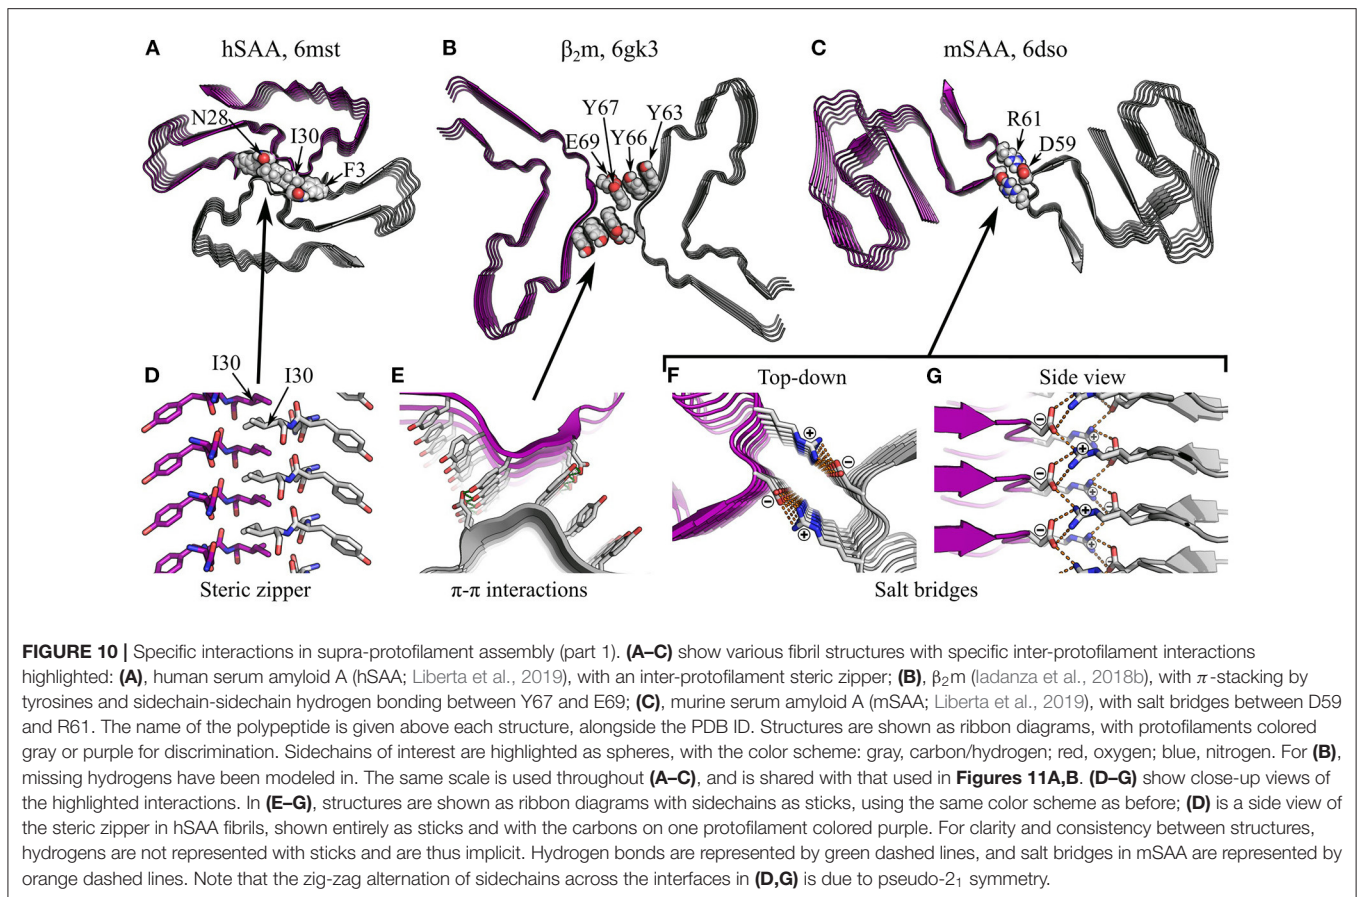 A hSAA, 6mst
B β₂m, 6gk3
C mSAA, 6dso
N28
I30
F3
Y67
Y63
E69
Y66
R61
D59
D
I30
I30
E
F Top-down
G Side view
Steric zipper
π-π interactions
Salt bridges
FIGURE 10 | Specific interactions in supra-protofilament assembly (part 1). (A–C) show various fibril structures with specific inter-protofilament interactions
highlighted: (A), human serum amyloid A (hSAA; Liberta et al., 2019), with an inter-protofilament steric zipper; (B), β₂m (Iadanza et al., 2018b), with π-stacking by
tyrosines and sidechain-sidechain hydrogen bonding between Y67 and E69; (C), murine serum amyloid A (mSAA; Liberta et al., 2019), with salt bridges between D59
and R61. The name of the polypeptide is given above each structure, alongside the PDB ID. Structures are shown as ribbon diagrams, with protofilaments colored
gray or purple for discrimination. Sidechains of interest are highlighted as spheres, with the color scheme: gray, carbon/hydrogen; red, oxygen; blue, nitrogen. For (B),
missing hydrogens have been modeled in. The same scale is used throughout (A–C), and is shared with that used in Figures 11A,B. (D–G) show close-up views of
the highlighted interactions. In (E–G), structures are shown as ribbon diagrams with sidechains as sticks, using the same color scheme as before; (D) is a side view of
the steric zipper in hSAA fibrils, shown entirely as sticks and with the carbons on one protofilament colored purple. For clarity and consistency between structures,
hydrogens are not represented with sticks and are thus implicit. Hydrogen bonds are represented by green dashed lines, and salt bridges in mSAA are represented by
orange dashed lines. Note that the zig-zag alternation of sidechains across the interfaces in (D,G) is due to pseudo-2₁ symmetry.